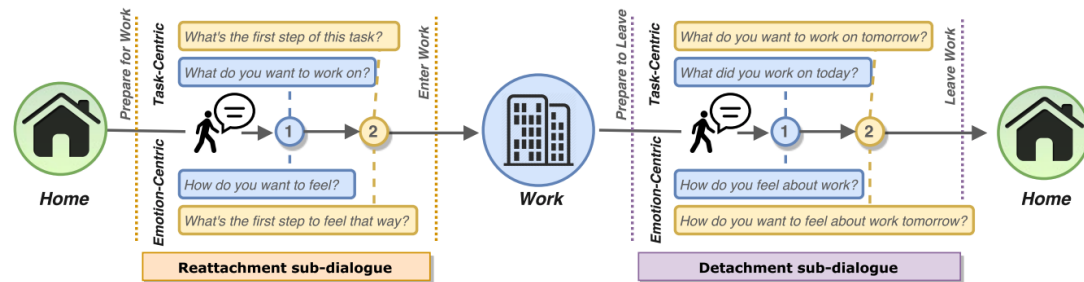 Prepare for Work
Task-Centric
What's the first step of this task?
What do you want to work on?
Enter Work
1
2
Home
Emotion-Centric
How do you want to feel?
What's the first step to feel that way?
Reattachment sub-dialogue
Work
Prepare to Leave
Task-Centric
What do you want to work on tomorrow?
What did you work on today?
Leave Work
1
2
Emotion-Centric
How do you feel about work?
How do you want to feel about work tomorrow?
Detachment sub-dialogue
Home